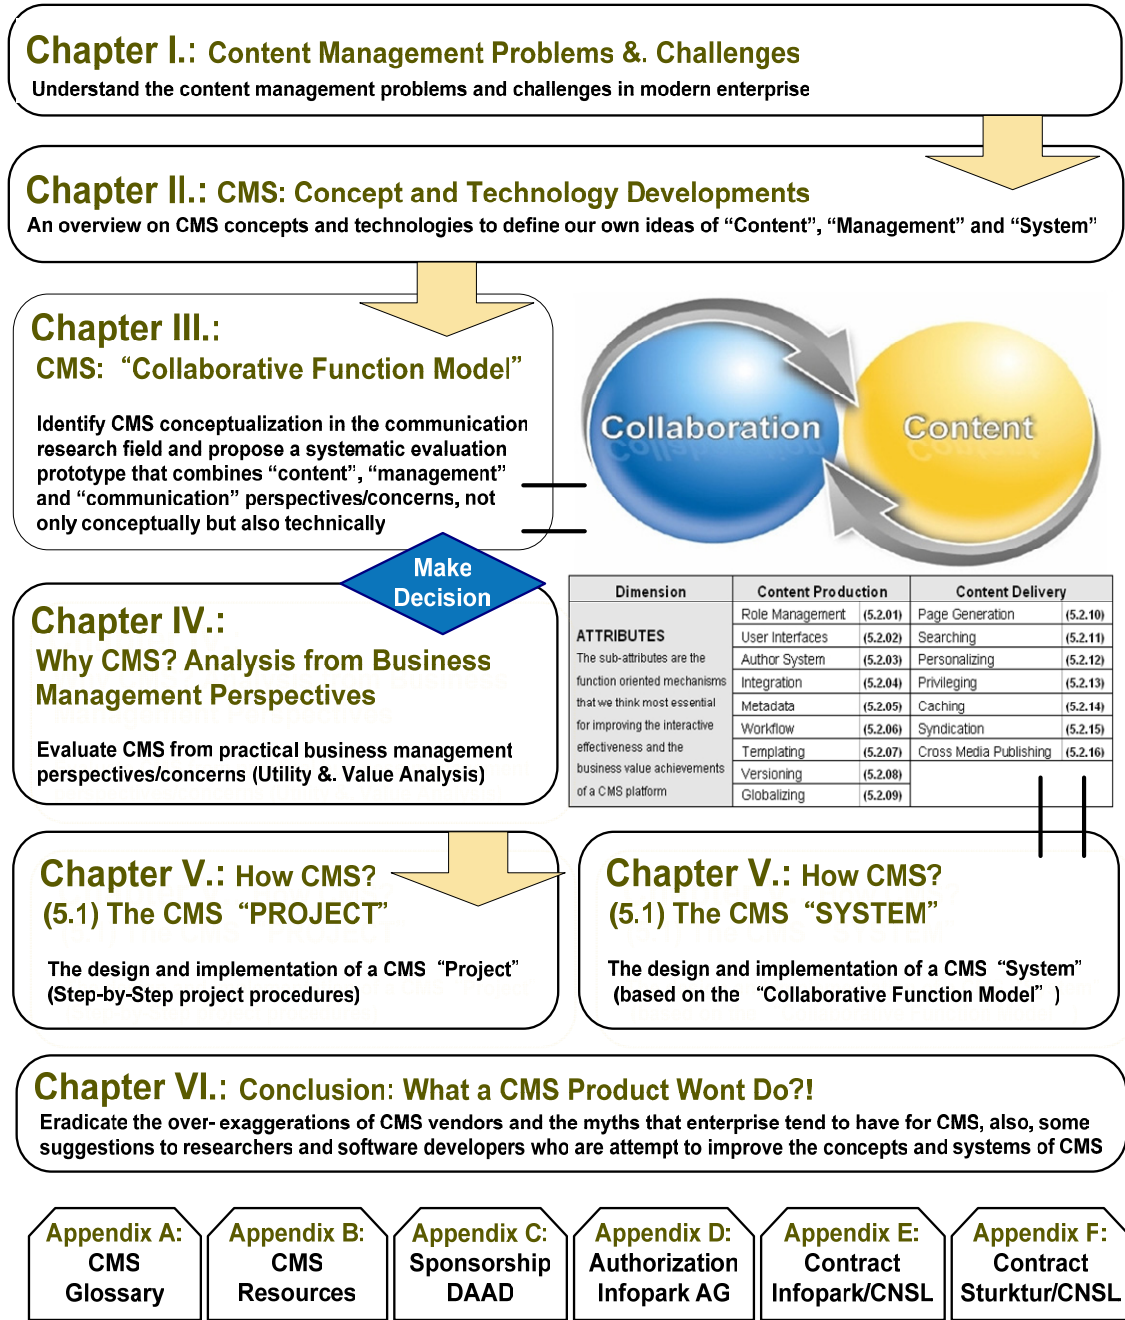 Chapter I.: Content Management Problems &. Challenges
Understand the content management problems and challenges in modern enterprise
Chapter II.: CMS: Concept and Technology Developments
An overview on CMS concepts and technologies to define our own ideas of “Content”, “Management” and “System”
Chapter III.:
CMS: “Collaborative Function Model”
Identify CMS conceptualization in the communication
research field and propose a systematic evaluation
prototype that combines “content”, “management”
and “communication” perspectives/concerns, not
only conceptually but also technically
Collaboration
Content
Make
Decision
Chapter IV.:
Why CMS? Analysis from Business
Management Perspectives
Evaluate CMS from practical business management
perspectives/concerns (Utility &. Value Analysis)
Dimension Content Production Content Delivery
ATTRIBUTES
The sub-attributes are the
function oriented mechanisms
that we think most essential
for improving the interactive
effectiveness and the
business value achievements
of a CMS platform
Role Management (5.2.01) Page Generation (5.2.10)
User Interfaces (5.2.02) Searching (5.2.11)
Author System (5.2.03) Personalizing (5.2.12)
Integration (5.2.04) Privileging (5.2.13)
Metadata (5.2.05) Caching (5.2.14)
Workflow (5.2.06) Syndication (5.2.15)
Templating (5.2.07) Cross Media Publishing (5.2.16)
Versioning (5.2.08)
Globalizing (5.2.09)
Chapter V.: How CMS?
(5.1) The CMS “PROJECT”
The design and implementation of a CMS “Project”
(Step-by-Step project procedures)
Chapter V.: How CMS?
(5.1) The CMS “SYSTEM”
The design and implementation of a CMS “System”
(based on the “Collaborative Function Model” )
Chapter VI.: Conclusion: What a CMS Product Wont Do?!
Eradicate the over- exaggerations of CMS vendors and the myths that enterprise tend to have for CMS, also, some
suggestions to researchers and software developers who are attempt to improve the concepts and systems of CMS
Appendix A:
CMS
Glossary
Appendix B:
CMS
Resources
Appendix C:
Sponsorship
DAAD
Appendix D:
Authorization
Infopark AG
Appendix E:
Contract
Infopark/CNSL
Appendix F:
Contract
Sturktur/CNSL